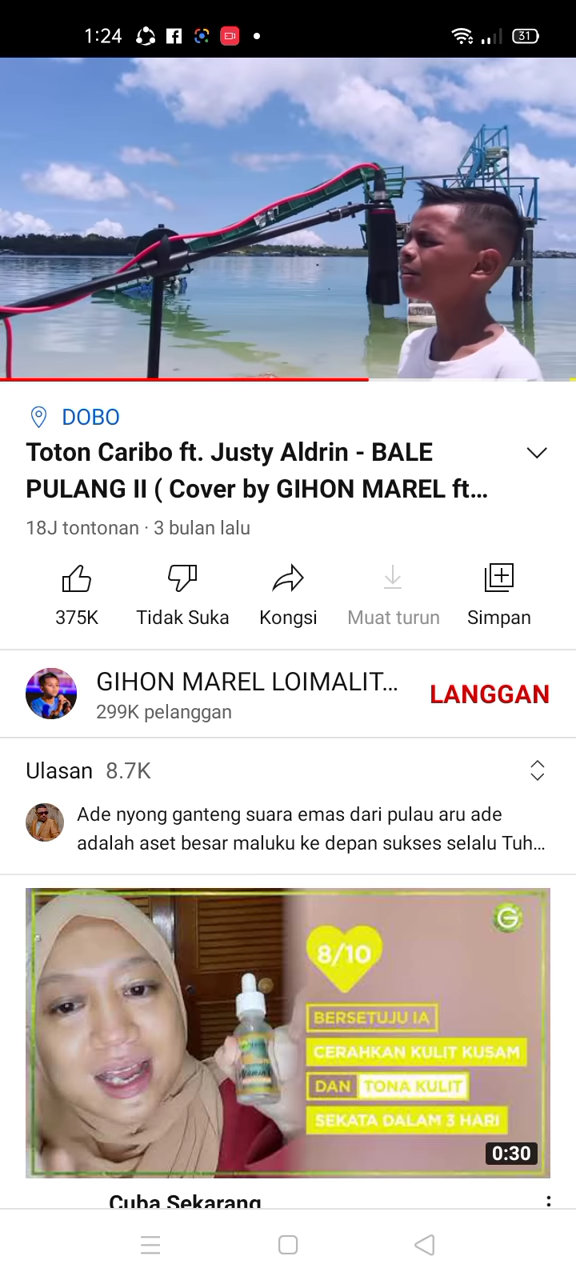 1:24
31
DOBO
Toton Caribo ft. Justy Aldrin - BALE
PULANG II ( Cover by GIHON MAREL ft...
18J tontonan · 3 bulan lalu
375K
Tidak Suka
Kongsi
Muat turun
Simpan
GIHON MAREL LOIMALIT...
LANGGAN
299K pelanggan
Ulasan 8.7K
Ade nyong ganteng suara emas dari pulau aru ade
adalah aset besar maluku ke depan sukses selalu Tuh...
G
8/10
BERSETUJU IA
CERAHKAN KULIT KUSAM
DAN TONA KULIT
SEKATA DALAM 3 HARI
0:30
Cuba Sekarang